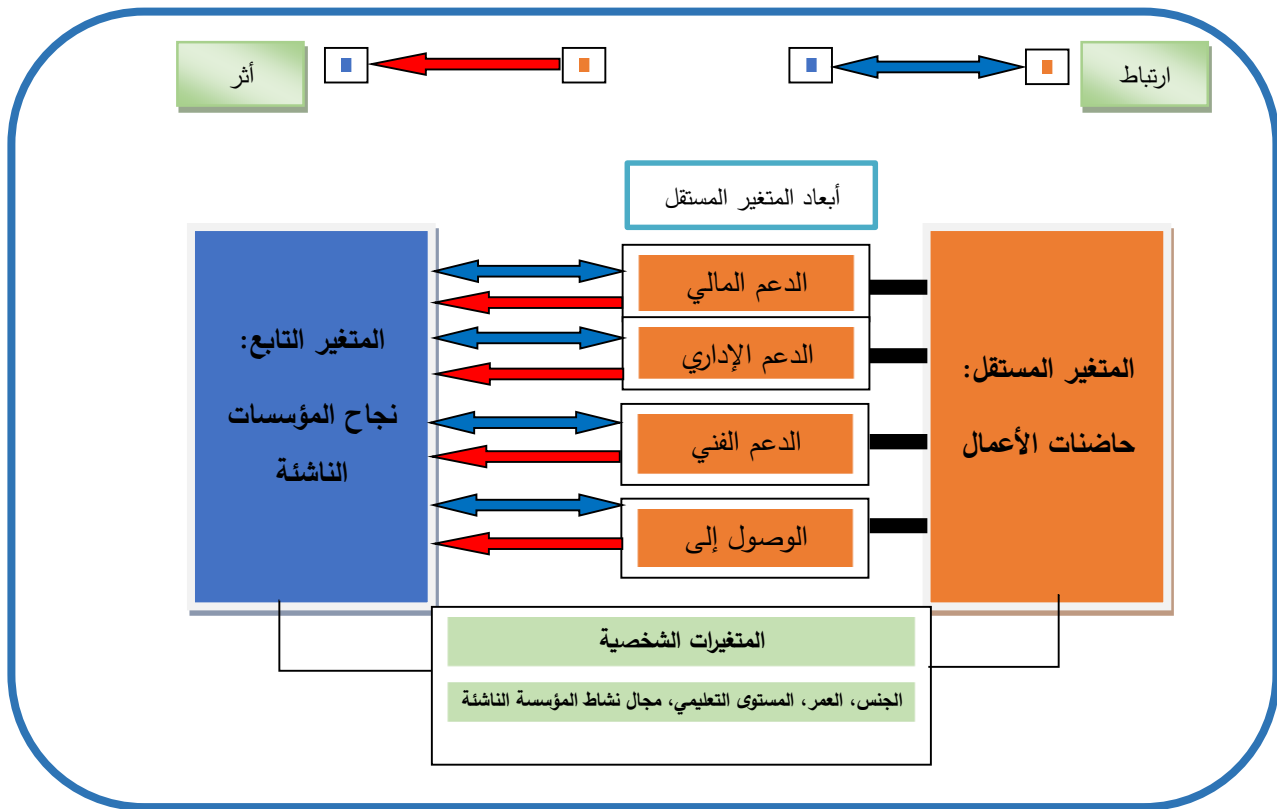 ارتباط
أثر
أبعاد المتغير المستقل
المتغير المستقل:
حاضنات الأعمال
الدعم المالي
الدعم الإداري
الدعم الفني
الوصول إلى
المتغير التابع:
نجاح المؤسسات
الناشئة
المتغيرات الشخصية
الجنس، العمر، المستوى التعليمي، مجال نشاط المؤسسة الناشئة